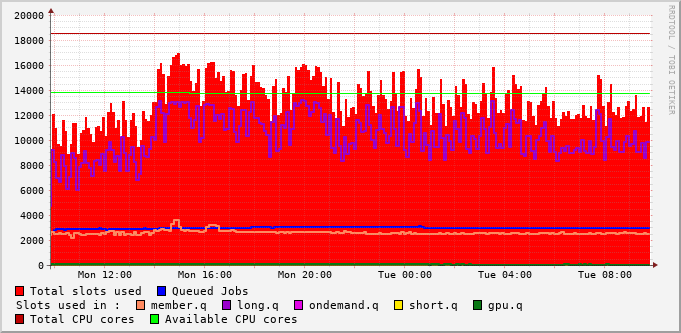 20000
18000
16000
14000
12000
10000
8000
6000
4000
2000
0
Mon 12:00 Mon 16:00 Mon 20:00 Tue 00:00 Tue 04:00 Tue 08:00
RRDTOOL / TOBI OETIKER
Total slots used Queued Jobs
Slots used in : member.q long.q ondemand.q short.q gpu.q
Total CPU cores Available CPU cores